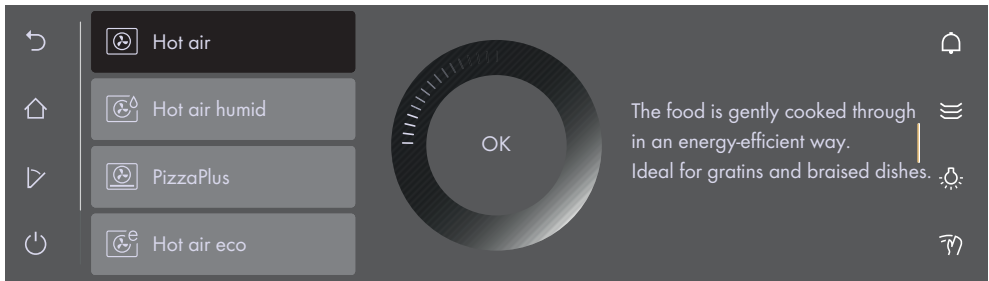 Hot air
Hot air humid
PizzaPlus
Hot air eco
OK
The food is gently cooked through
in an energy-efficient way.
Ideal for gratins and braised dishes.